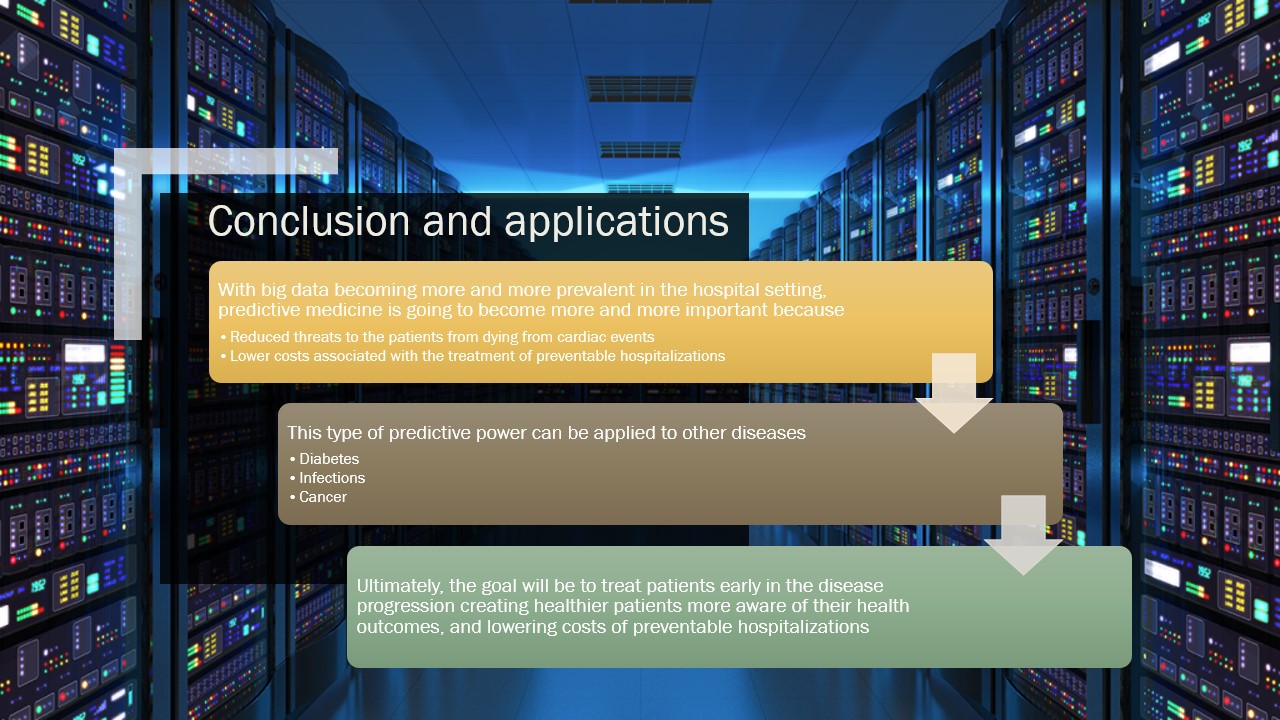 Conclusion and applications
With big data becoming more and more prevalent in the hospital setting,
predictive medicine is going to become more and more important because
• Reduced threats to the patients from dying from cardiac events
• Lower costs associated with the treatment of preventable hospitalizations
This type of predictive power can be applied to other diseases
• Diabetes
• Infections
• Cancer
Ultimately, the goal will be to treat patients early in the disease
progression creating healthier patients more aware of their health
outcomes, and lowering costs of preventable hospitalizations